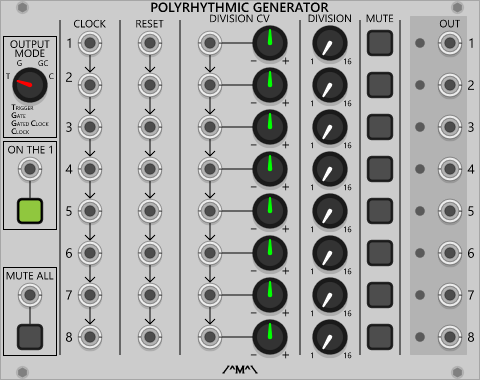 POLYRHYTHMIC GENERATOR
CLOCK RESET DIVISION CV DIVISION MUTE OUT
OUTPUT
MODE
G GC
T C
TRIGGER
GATE
GATED CLOCK
CLOCK
ON THE 1
MUTE ALL
1 - + 1 16 1
2 - + 1 16 2
3 - + 1 16 3
4 - + 1 16 4
5 - + 1 16 5
6 - + 1 16 6
7 - + 1 16 7
8 - + 1 16 8
/^M^\